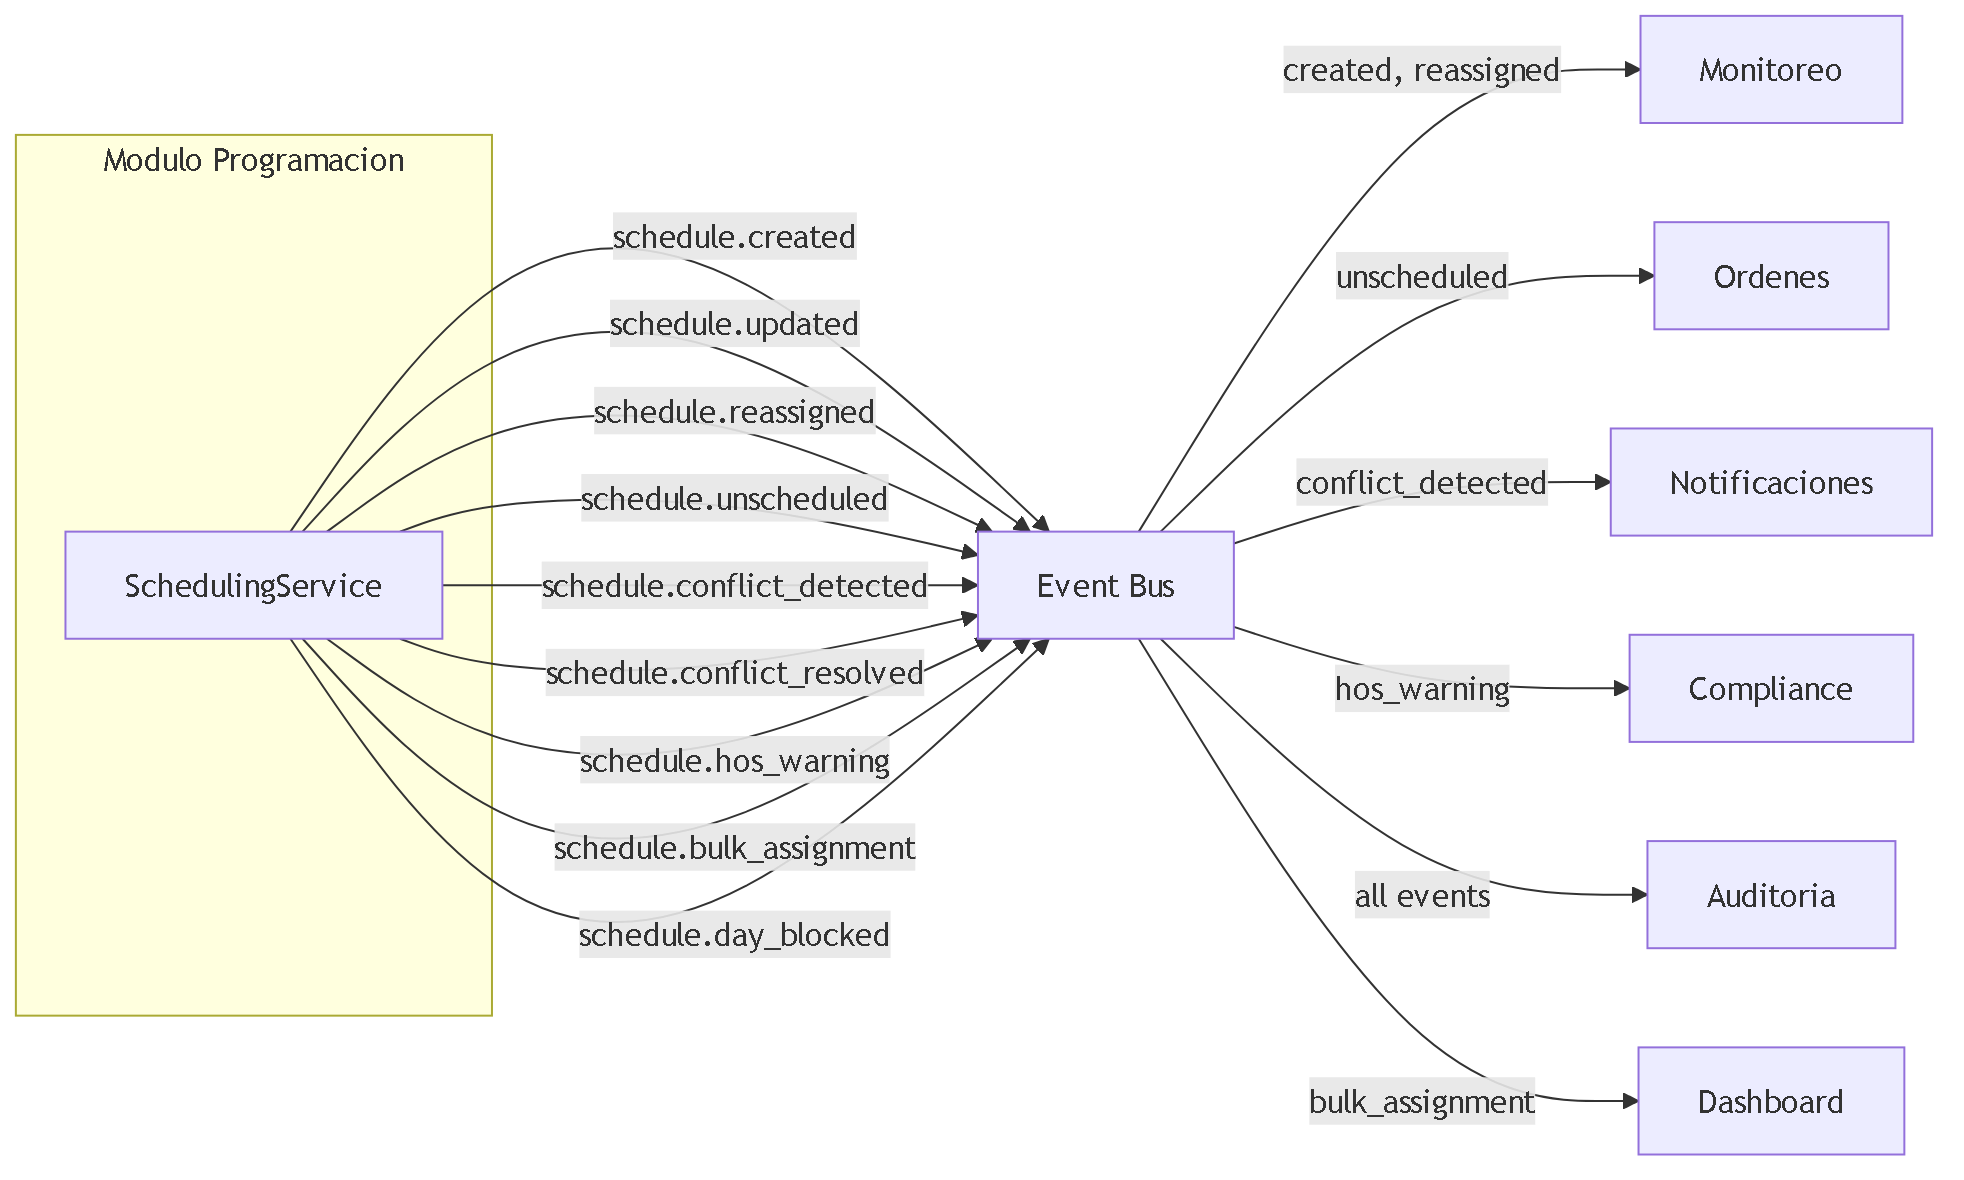 Modulo Programacion
SchedulingService
schedule.created
schedule.updated
schedule.reassigned
schedule.unscheduled
schedule.conflict_detected
schedule.conflict_resolved
schedule.hos_warning
schedule.bulk_assignment
schedule.day_blocked
Event Bus
created, reassigned
unscheduled
conflict_detected
hos_warning
all events
bulk_assignment
Monitoreo
Ordenes
Notificaciones
Compliance
Auditoria
Dashboard